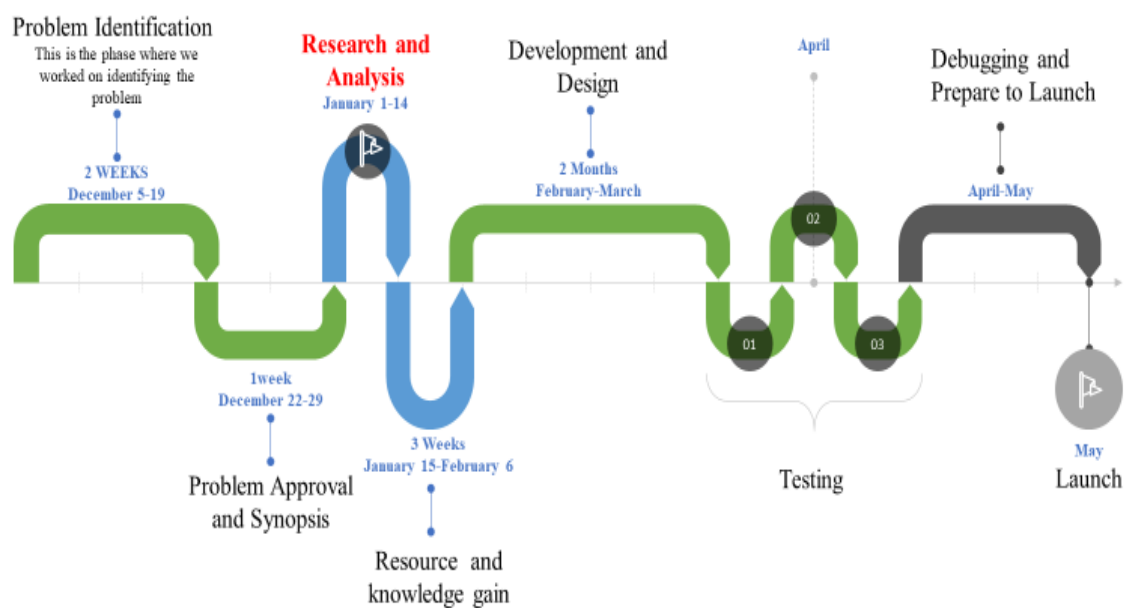 Problem Identification
This is the phase where we
worked on identifying the
problem
2 WEEKS
December 5-19
1week
December 22-29
Problem Approval
and Synopsis
Research and
Analysis
January 1-14
3 Weeks
January 15-February 6
Resource and
knowledge gain
Development and
Design
2 Months
February-March
01
02
03
April
Testing
Debugging and
Prepare to Launch
April-May
May
Launch